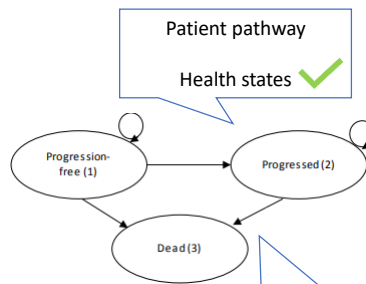 Patient pathway
Health states
Progression-
free (1)
Progressed (2)
Dead (3)